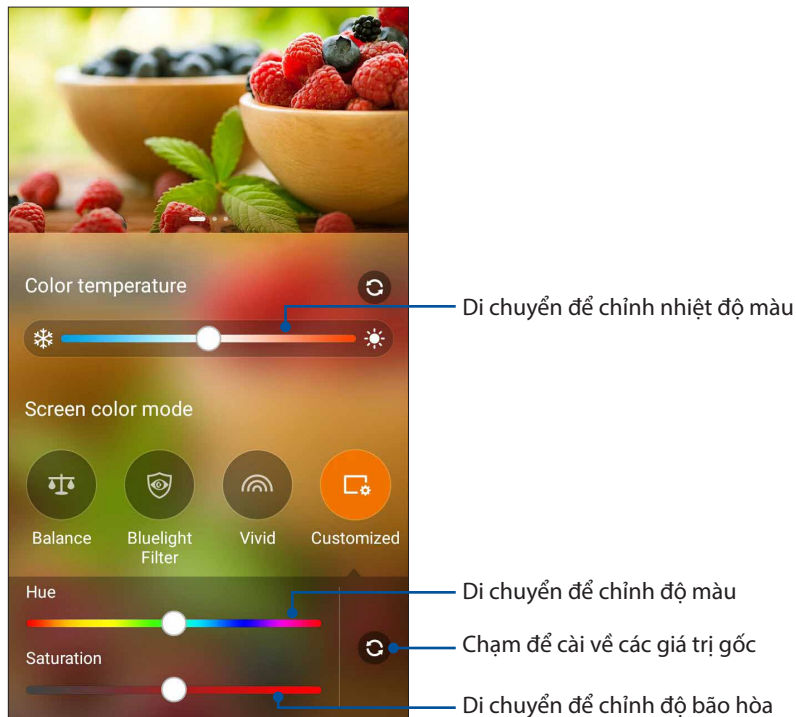 Color temperature
Di chuyển để chỉnh nhiệt độ màu
Screen color mode
Balance
Bluelight
Filter
Vivid
Customized
Hue
Di chuyển để chỉnh độ màu
Chạm để cài về các giá trị gốc
Saturation
Di chuyển để chỉnh độ bão hòa